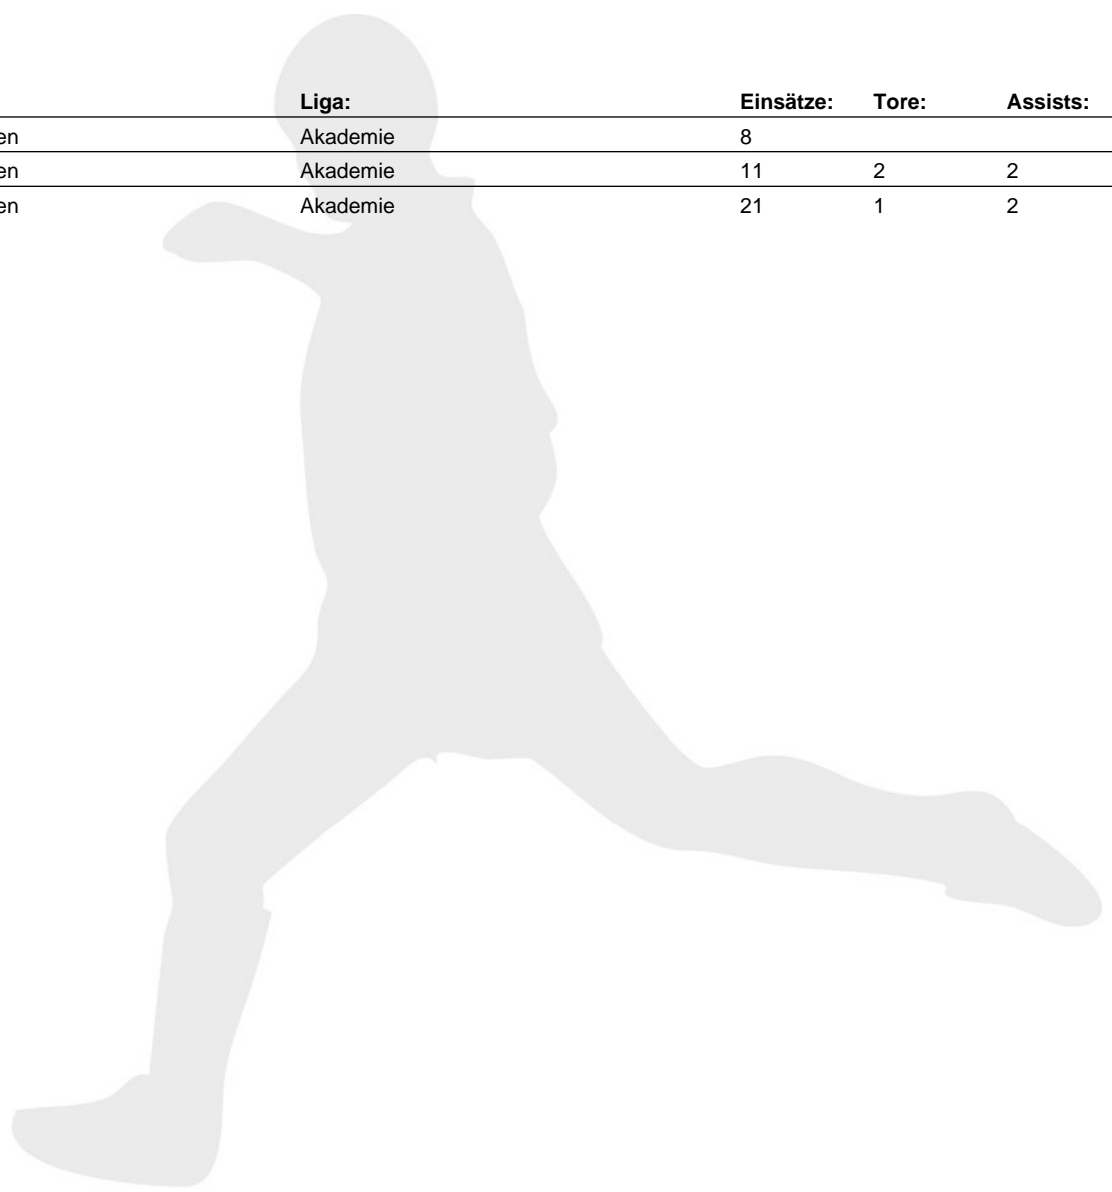 Liga: Einsätze: Tore: Assists:
en Akademie 8
en Akademie 11 2 2
en Akademie 21 1 2